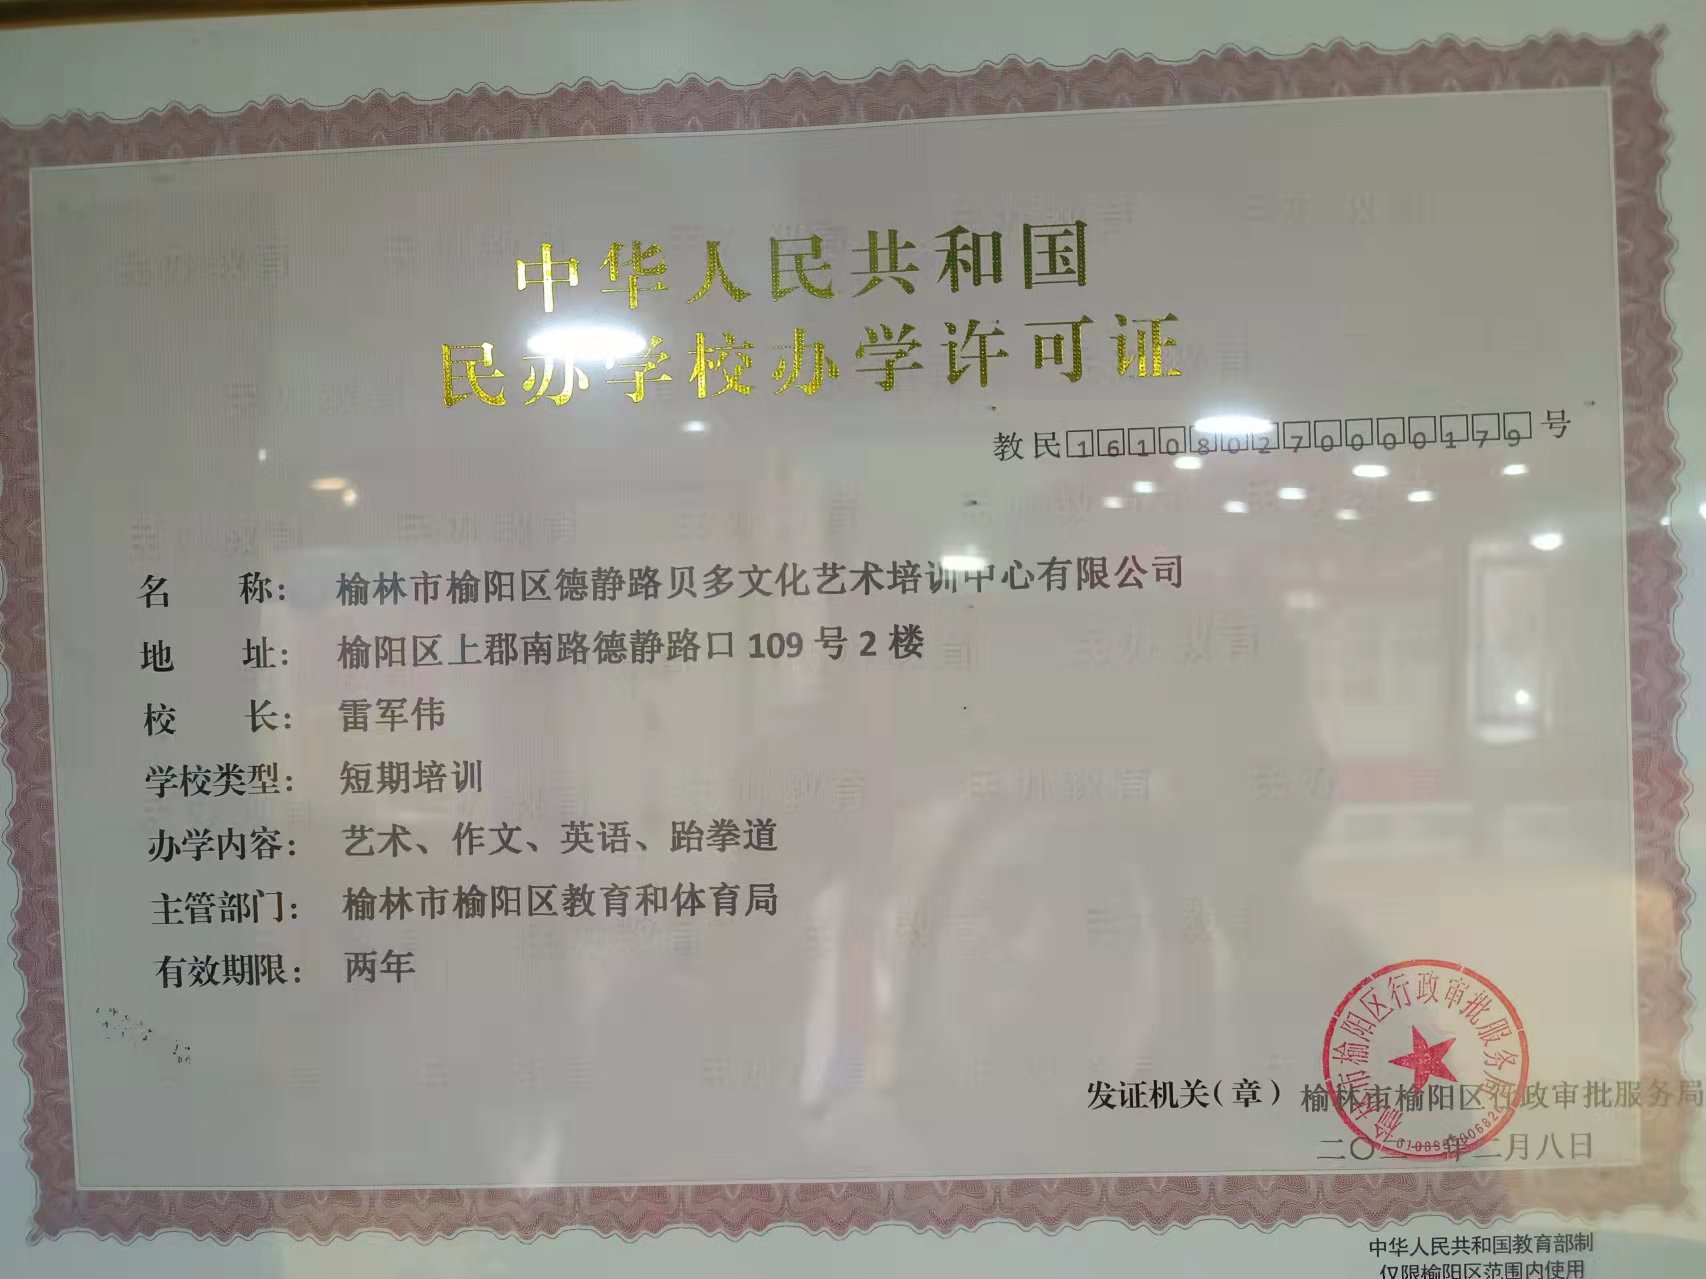 中华人民共和国
民办学校办学许可证
教民161080270000179号
名 称： 榆林市榆阳区德静路贝多文化艺术培训中心有限公司
地 址： 榆阳区上郡南路德静路口 109 号 2 楼
校 长： 雷军伟
学校类型： 短期培训
办学内容： 艺术、作文、英语、跆拳道
主管部门： 榆林市榆阳区教育和体育局
有效期限： 两年
榆林市榆阳区行政审批服务局
发证机关（章） 榆林市榆阳区行政审批服务局
年二月八日
中华人民共和国教育部制
仅限榆阳区范围内使用